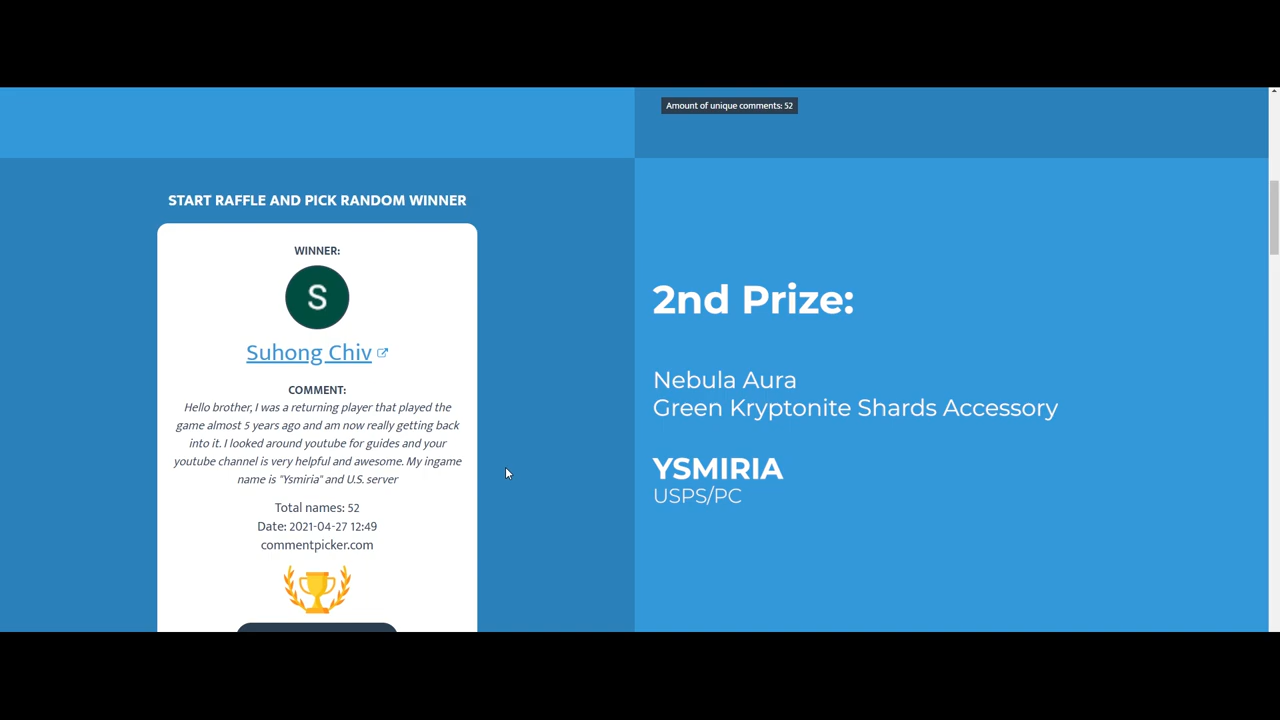 Amount of unique comments: 52
START RAFFLE AND PICK RANDOM WINNER
WINNER:
S
Suhong Chiv
COMMENT:
Hello brother, I was a returning player that played the
game almost 5 years ago and am now really getting back
into it. I looked around youtube for guides and your
youtube channel is very helpful and awesome. My ingame
name is "Ysmiria" and U.S. server
Total names: 52
Date: 2021-04-27 12:49
commentpicker.com
2nd Prize:
Nebula Aura
Green Kryptonite Shards Accessory
YSMIRIA
USPS/PC